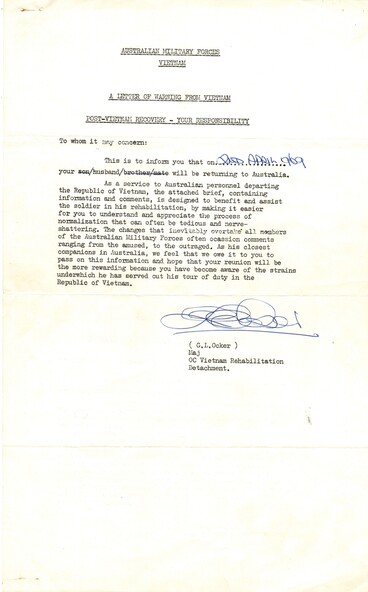 AUSTRALIAN MILITARY FORCES
VIETNAM
A LETTER OF WARNING FROM VIETNAM
POST-VIETNAM RECOVERY - YOUR RESPONSIBILITY
To whom it may concern:
This is to inform you that on APRIL
your son/husband/brother/mate will be returning to Australia.
As a service to Australian personnel departing
the Republic of Vietnam, the attached brief, containing
information and comments, is designed to benefit and assist
the soldier in his rehabilitation, by making it easier
for you to understand and appreciate the process of
normalisation that can often be tedious and nerve-
shattering. The changes that inevitably overtake all members
of the Australian Military Forces often occasion comments
ranging from the amused, to the outraged. As his closest
companions in Australia, we feel that we owe it to you to
pass on this information and hope that your reunion will be
the more rewarding because you have become aware of the strains
underwhich he has served out his tour of duty in the
Republic of Vietnam.
( G.L.Ocker )
Maj
OC Vietnam Rehabilitation
Detachment.